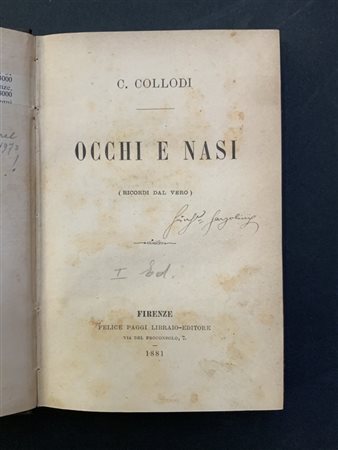 C. COLLODI
OCCHI E NASI
(RICORDI DAL VERO)
I Ed.
FIRENZE
FELICE PAGGI LIBRAIO-EDITORE
VIA DEL PROCONSOLO, 7.
1881